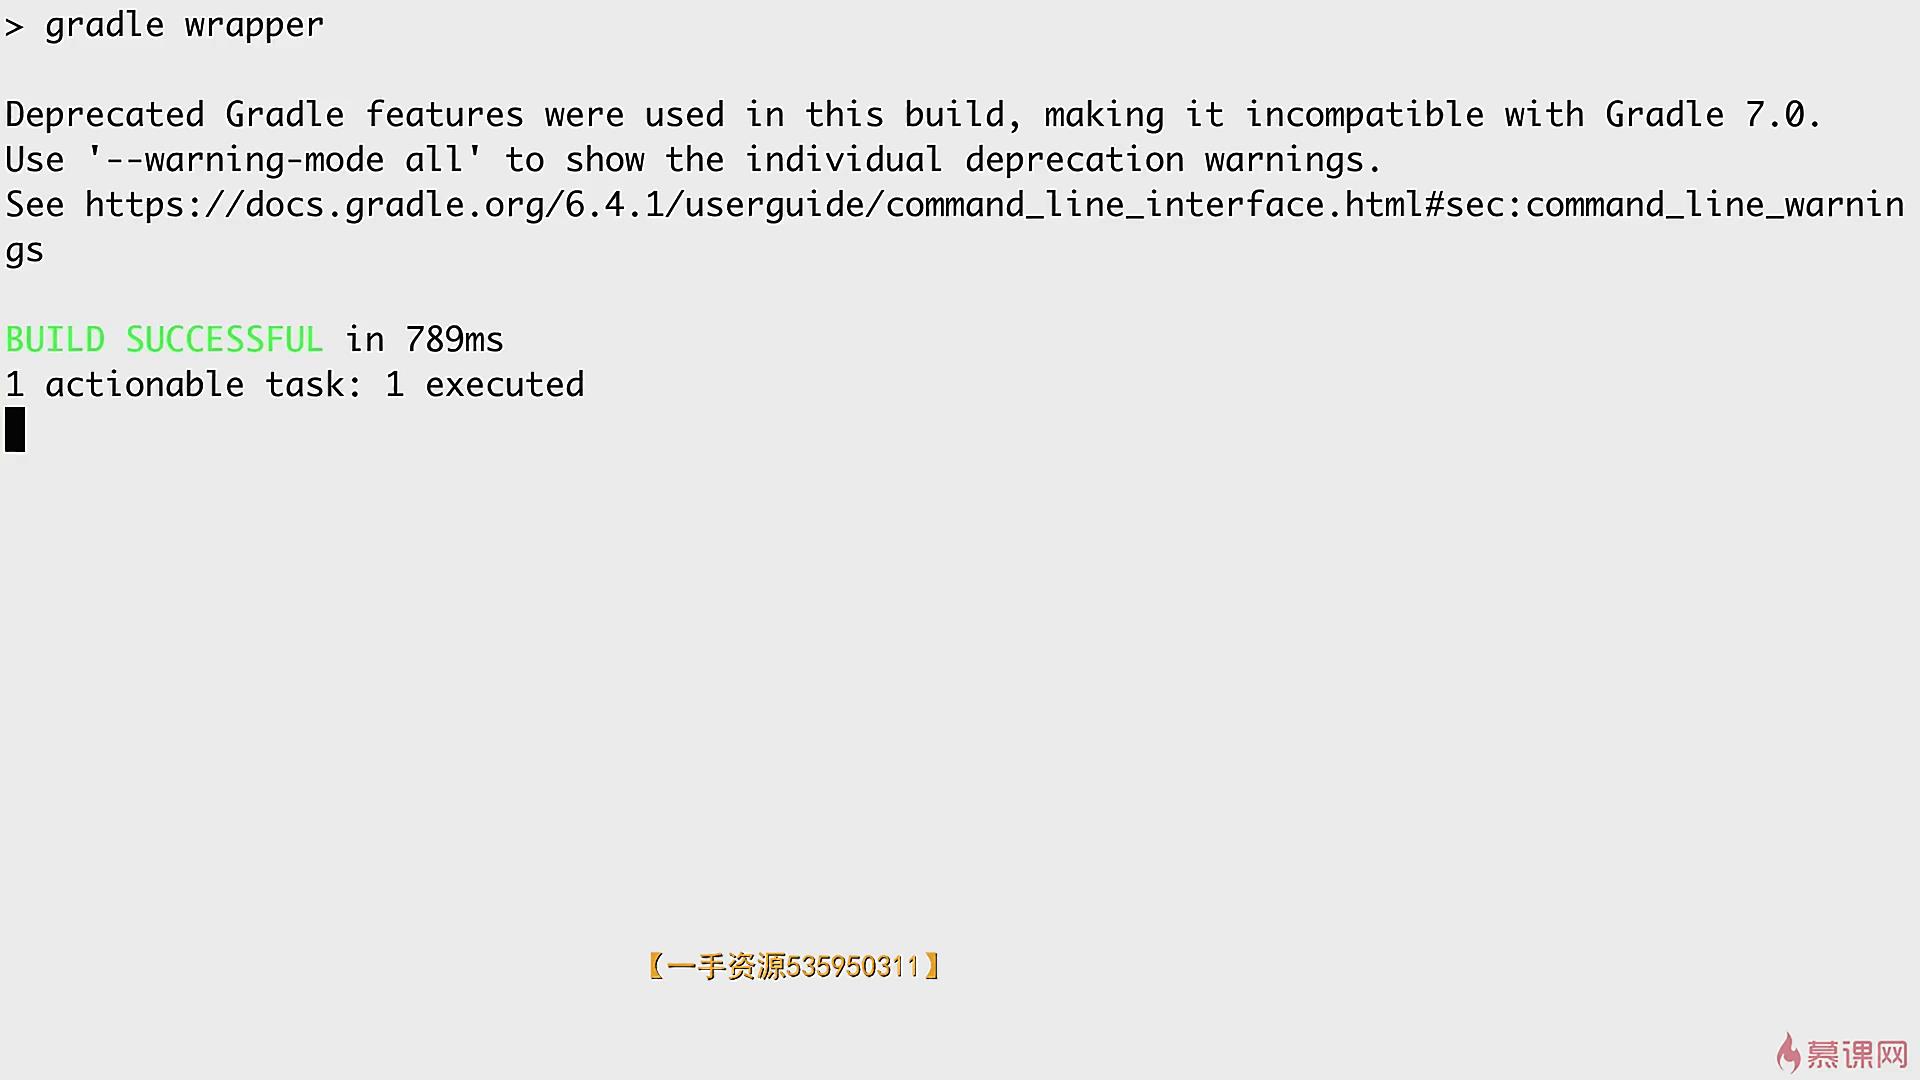 > gradle wrapper
Deprecated Gradle features were used in this build, making it incompatible with Gradle 7.0.
Use '--warning-mode all' to show the individual deprecation warnings.
See https://docs.gradle.org/6.4.1/userguide/command_line_interface.html#sec:command_line_warnin
gs
BUILD SUCCESSFUL in 789ms
1 actionable task: 1 executed
【一手资源535950311】
慕课网